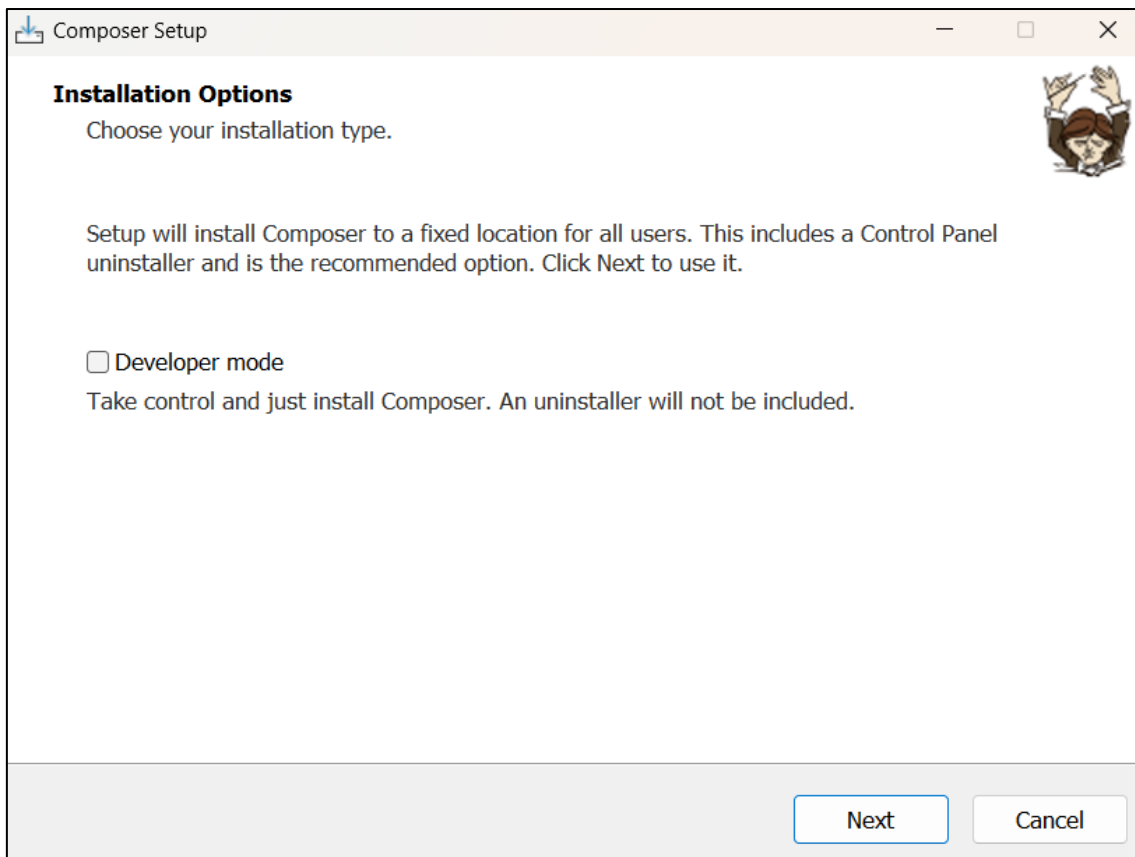 Composer Setup
Installation Options
Choose your installation type.
Setup will install Composer to a fixed location for all users. This includes a Control Panel
uninstaller and is the recommended option. Click Next to use it.
Developer mode
Take control and just install Composer. An uninstaller will not be included.
Next
Cancel